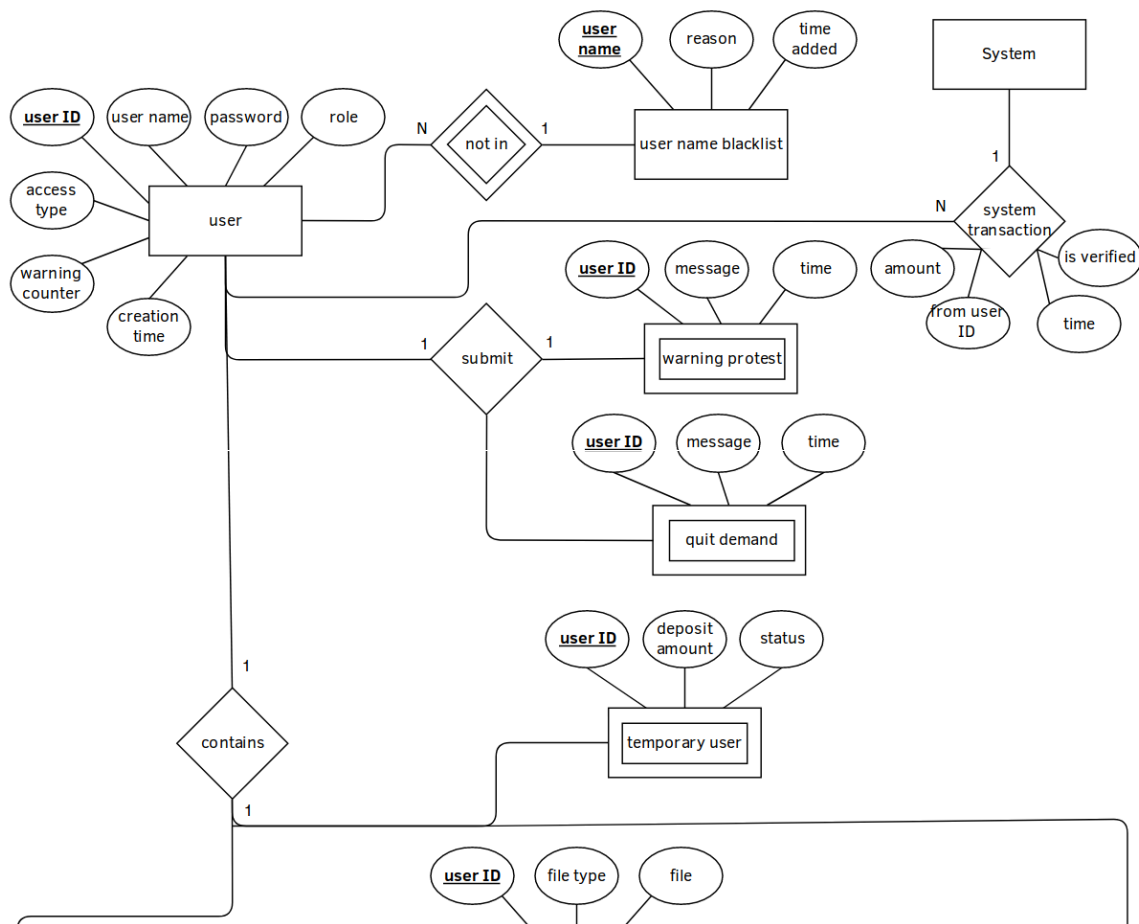 user
name
reason
time
added
System
user ID
user name
password
role
N
not in
1
user name blacklist
1
access
type
user
N
system
transaction
warning
counter
creation
time
user ID
message
time
amount
is verified
from user
ID
time
1
submit
1
warning protest
user ID
message
time
quit demand
user ID
deposit
amount
status
1
contains
temporary user
1
user ID
file type
file